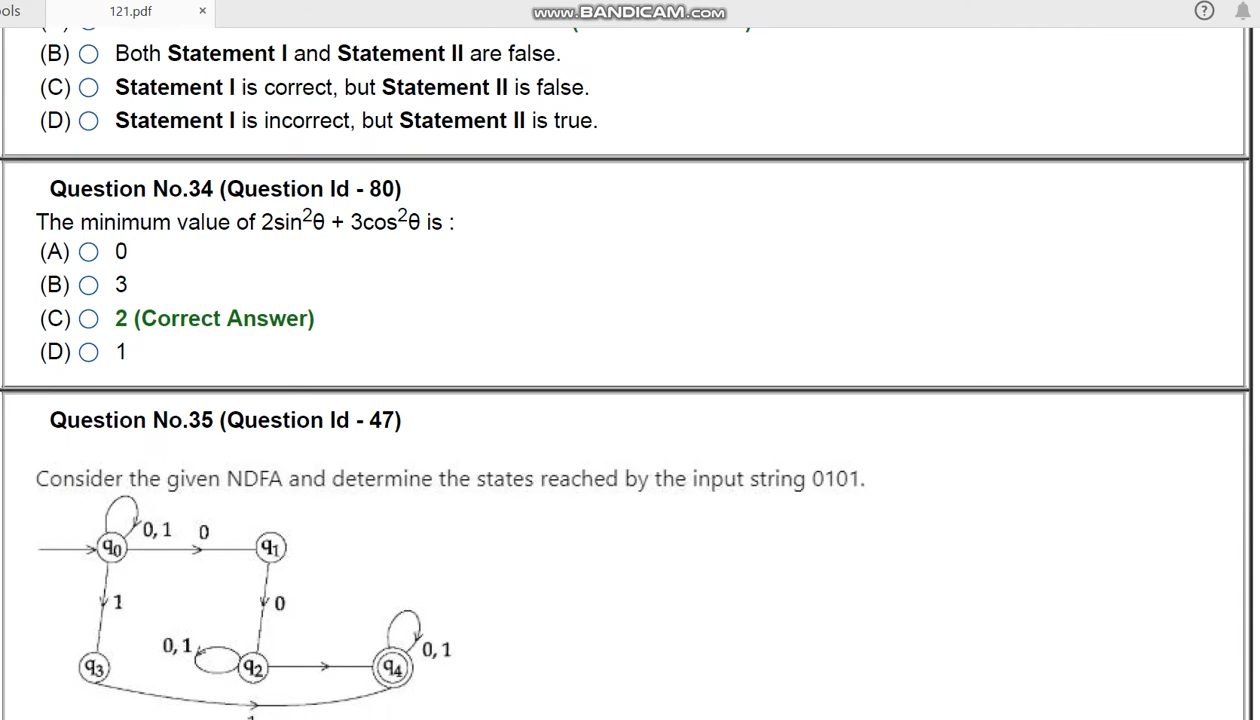 ols
121.pdf
×
www.BANDICAM.com
?
(B) Both Statement I and Statement II are false.
(C) Statement I is correct, but Statement II is false.
(D) Statement I is incorrect, but Statement II is true.
Question No.34 (Question Id - 80)
The minimum value of 2sin²θ + 3cos²θ is :
(A) 0
(B) 3
(C) 2 (Correct Answer)
(D) 1
Question No.35 (Question Id - 47)
Consider the given NDFA and determine the states reached by the input string 0101.
0, 1 0
q0 q1
1 0
0, 1 0, 1
q3 q2 q4